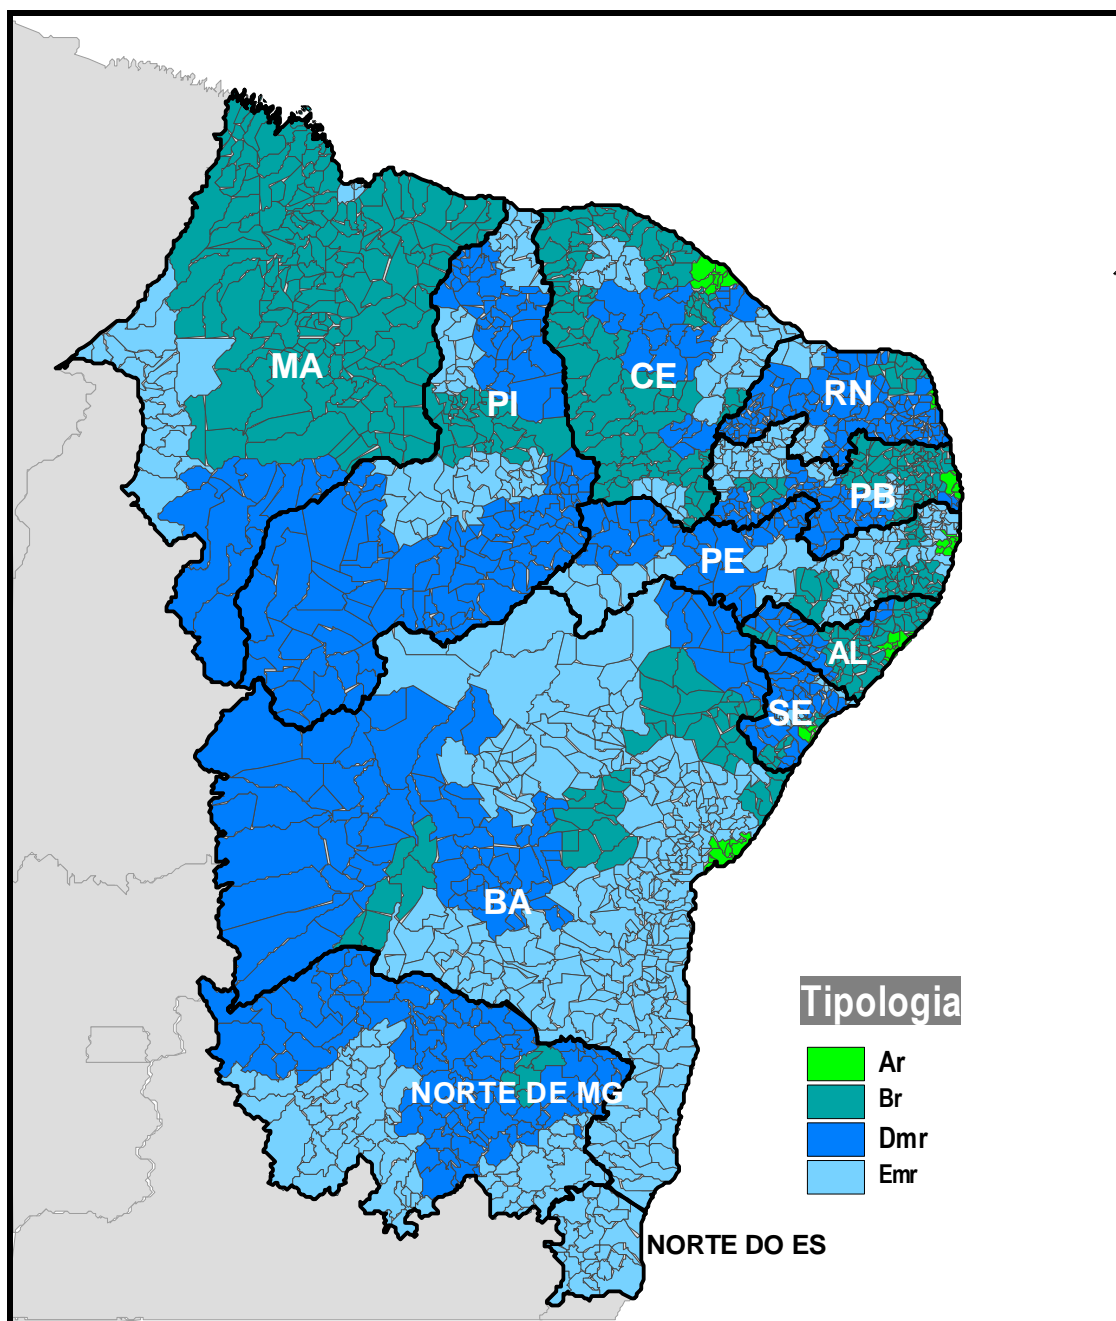 MA
CE
PI
RN
PB
PE
AL
SE
BA
Tipologia
Ar
Br
NORTE DE MG
Dmr
Emr
NORTE DO ES